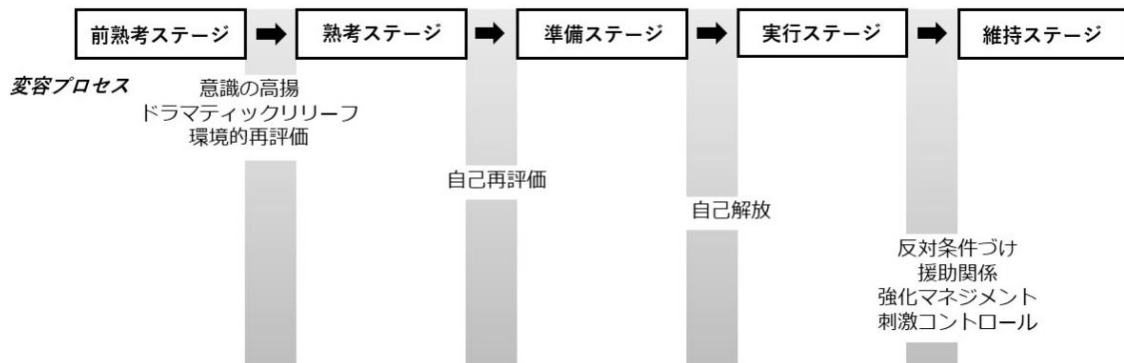 前熟考ステージ
熟考ステージ
準備ステージ
実行ステージ
維持ステージ
変容プロセス
意識の高揚
ドラマティックリリーフ
環境的再評価
自己再評価
自己解放
反対条件づけ
援助関係
強化マネジメント
刺激コントロール